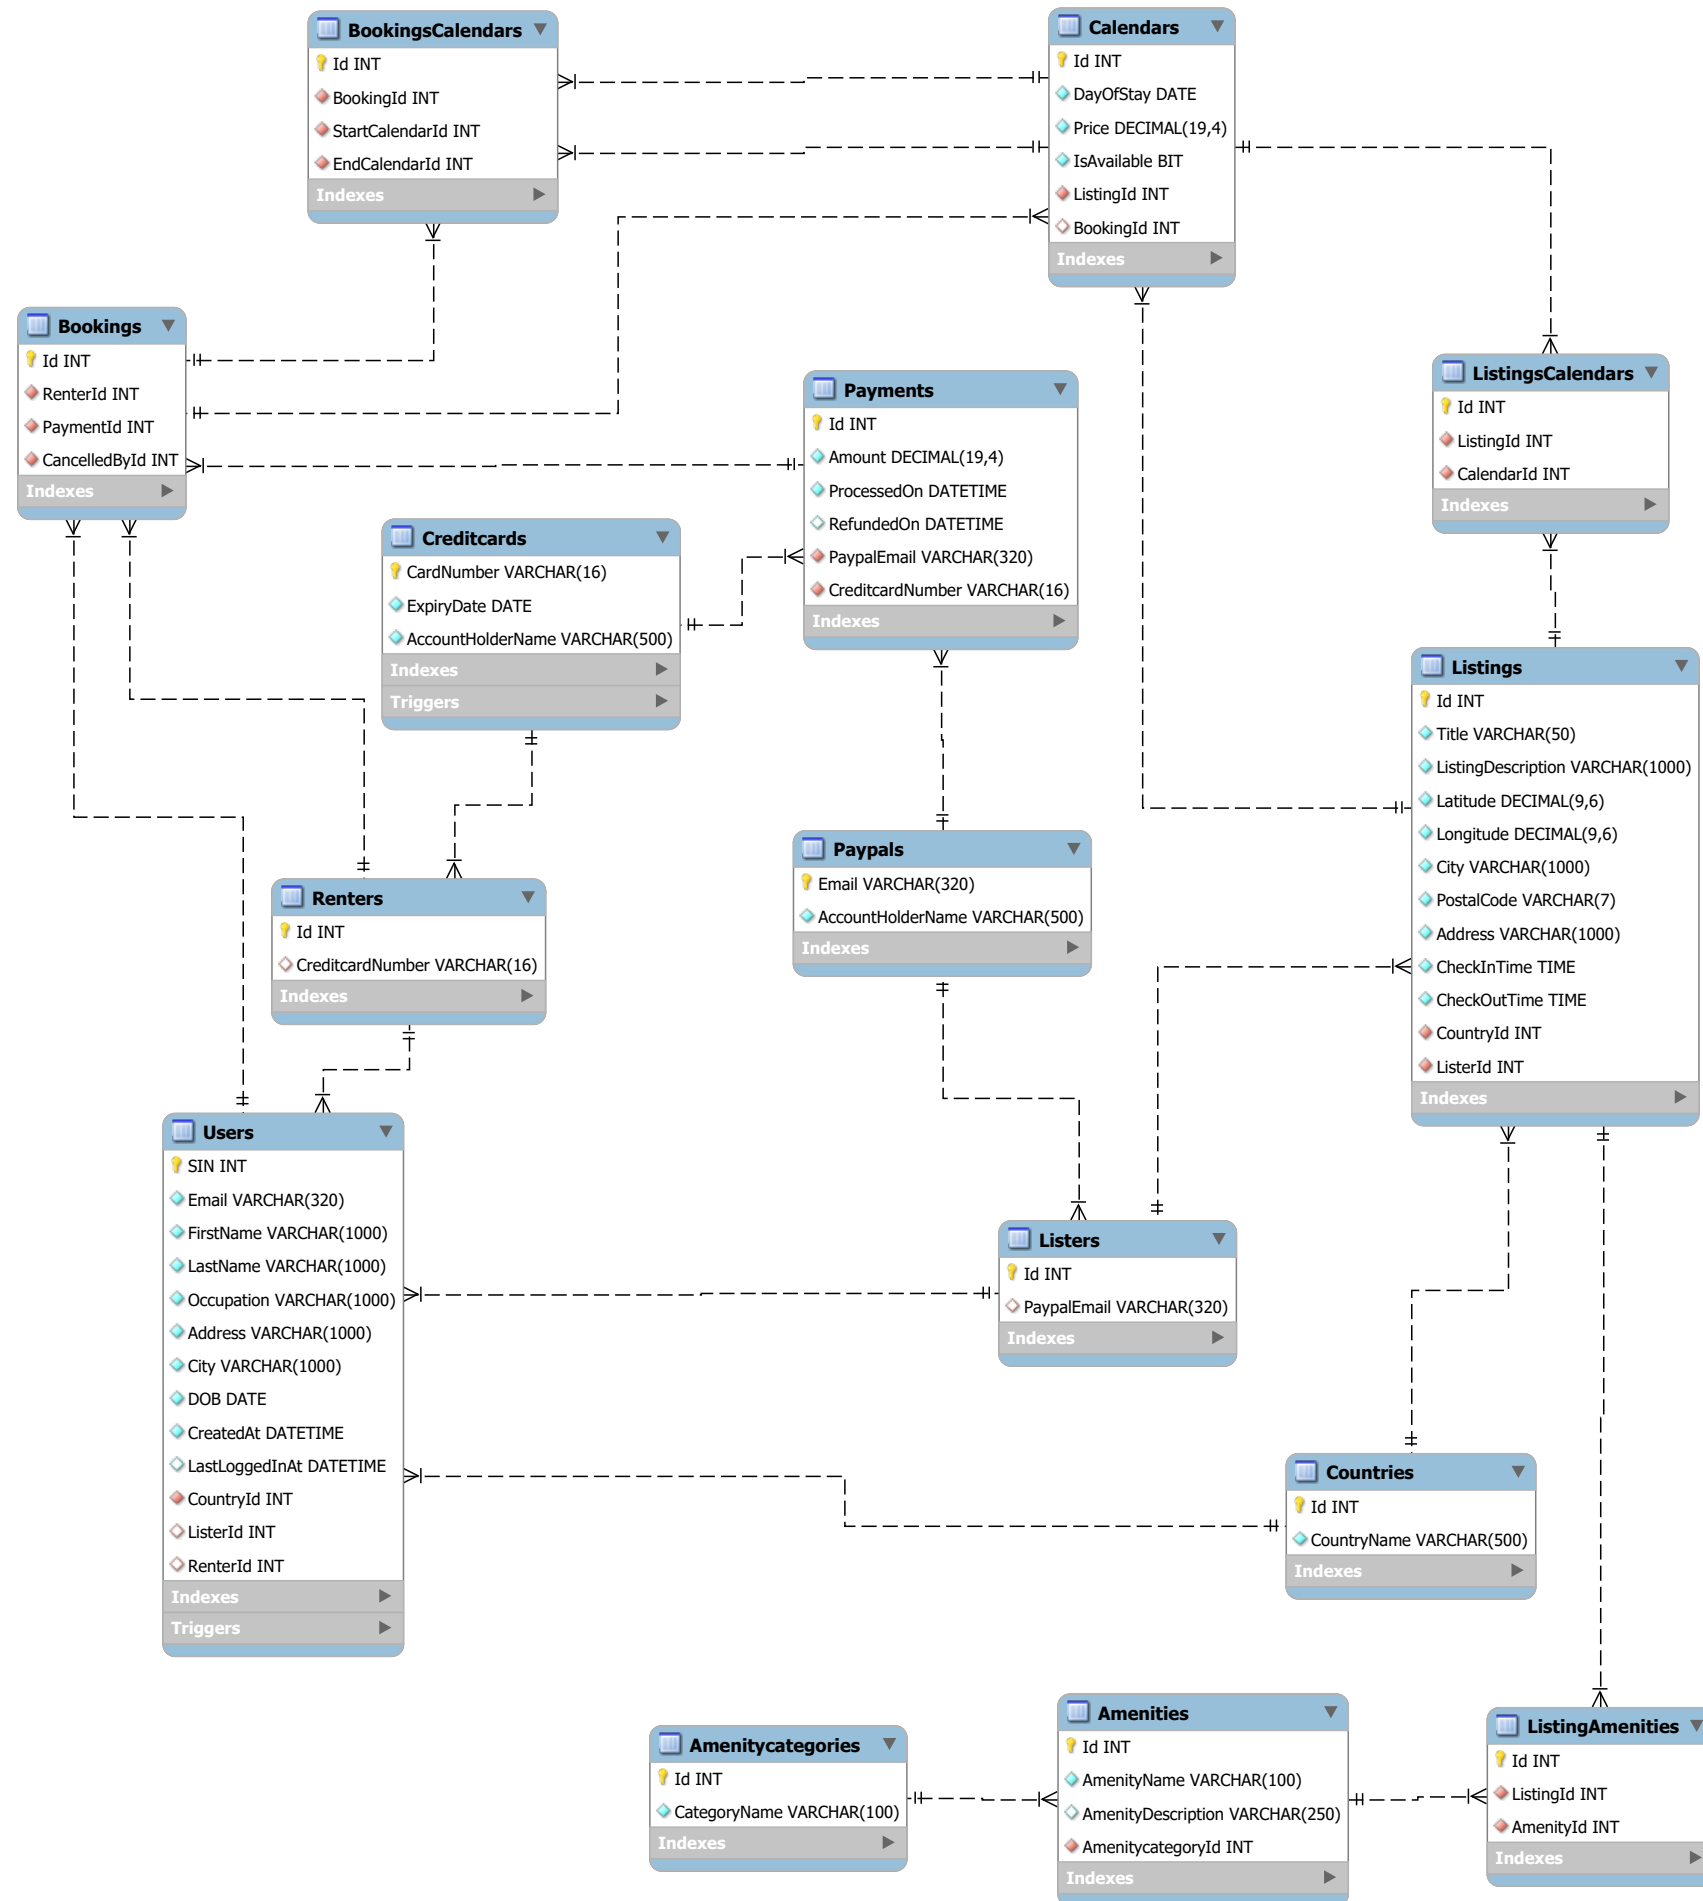 BookingsCalendars
Id INT
BookingId INT
StartCalendarId INT
EndCalendarId INT
Indexes
Calendars
Id INT
DayOfStay DATE
Price DECIMAL(19,4)
IsAvailable BIT
ListingId INT
BookingId INT
Indexes
Bookings
Id INT
RenterId INT
PaymentId INT
CancelledById INT
Indexes
Payments
Id INT
Amount DECIMAL(19,4)
ProcessedOn DATETIME
RefundedOn DATETIME
PaypalEmail VARCHAR(320)
CreditcardNumber VARCHAR(16)
Indexes
ListingsCalendars
Id INT
ListingId INT
CalendarId INT
Indexes
Creditcards
CardNumber VARCHAR(16)
ExpiryDate DATE
AccountHolderName VARCHAR(500)
Indexes
Triggers
Listings
Id INT
Title VARCHAR(50)
ListingDescription VARCHAR(1000)
Latitude DECIMAL(9,6)
Longitude DECIMAL(9,6)
City VARCHAR(1000)
PostalCode VARCHAR(7)
Address VARCHAR(1000)
CheckInTime TIME
CheckOutTime TIME
CountryId INT
ListerId INT
Indexes
Paypals
Email VARCHAR(320)
AccountHolderName VARCHAR(500)
Indexes
Renters
Id INT
CreditcardNumber VARCHAR(16)
Indexes
Users
SIN INT
Email VARCHAR(320)
FirstName VARCHAR(1000)
LastName VARCHAR(1000)
Occupation VARCHAR(1000)
Address VARCHAR(1000)
City VARCHAR(1000)
DOB DATE
CreatedAt DATETIME
LastLoggedInAt DATETIME
CountryId INT
ListerId INT
RenterId INT
Indexes
Triggers
Listers
Id INT
PaypalEmail VARCHAR(320)
Indexes
Countries
Id INT
CountryName VARCHAR(500)
Indexes
Amenitycategories
Id INT
CategoryName VARCHAR(100)
Indexes
Amenities
Id INT
AmenityName VARCHAR(100)
AmenityDescription VARCHAR(250)
AmenitycategoryId INT
Indexes
ListingAmenities
Id INT
ListingId INT
AmenityId INT
Indexes